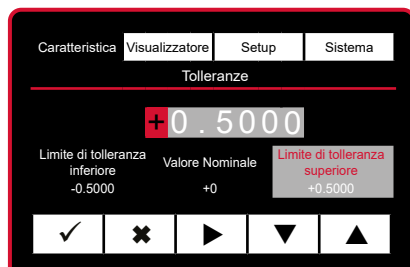 Caratteristica Visualizzatore Setup Sistema
Tolleranze
+0.5000
Limite di tolleranza inferiore Valore Nominale Limite di tolleranza superiore
-0.5000 +0 +0.5000